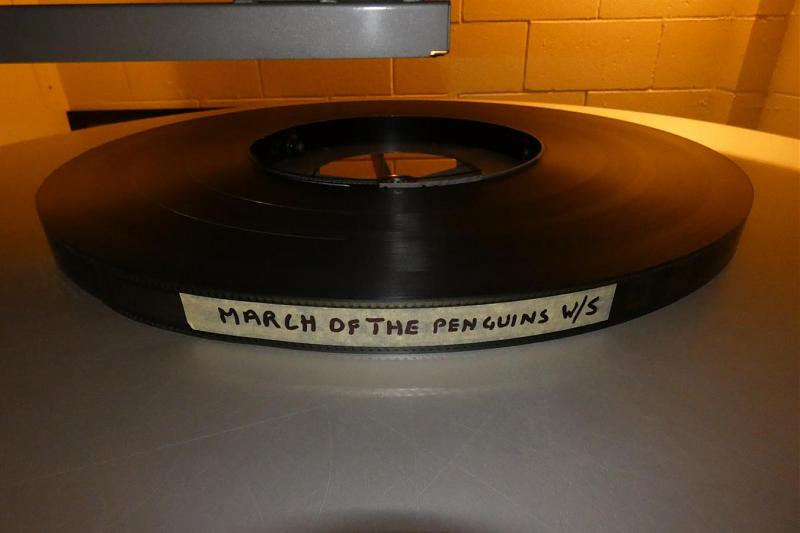 MARCH OF THE PENGUINS W/S